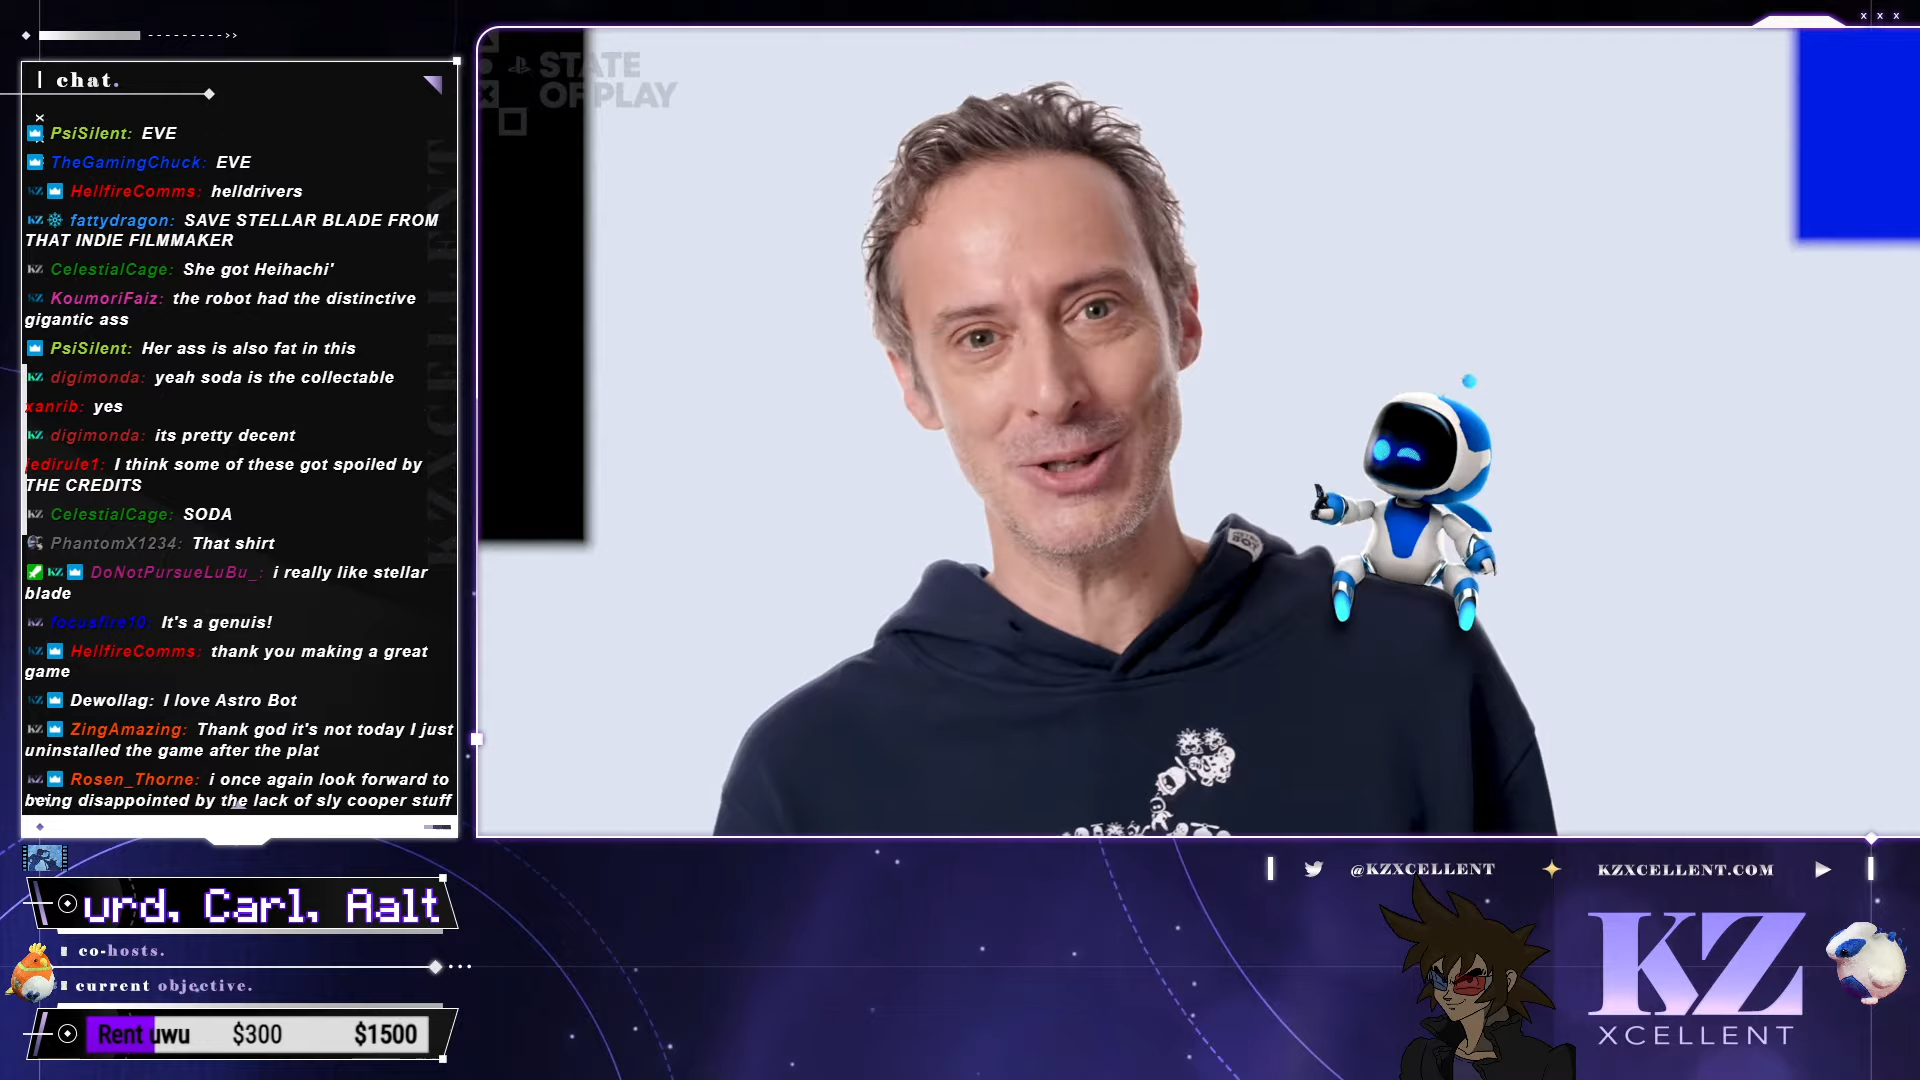 x x x
chat.
PsiSilent: EVE
TheGamingChuck: EVE
HellfireComms: helldrivers
fattydragon: SAVE STELLAR BLADE FROM
THAT INDIE FILMMAKER
CelestialCage: She got Heihachi'
KoumoriFaiz: the robot had the distinctive
gigantic ass
PsiSilent: Her ass is also fat in this
digimonda: yeah soda is the collectable
xanrib: yes
digimonda: its pretty decent
jedirule1: I think some of these got spoiled by
THE CREDITS
CelestialCage: SODA
PhantomX1234: That shirt
DoNotPursueLuBu_: i really like stellar
blade
focusfire10: It's a genuis!
HellfireComms: thank you making a great
game
Dewollag: I love Astro Bot
ZingAmazing: Thank god it's not today I just
uninstalled the game after the plat
Rosen_Thorne: i once again look forward to
being disappointed by the lack of sly cooper stuff
KZXCELLENT
STATE
OF PLAY
urd, Carl, Aalt
co-hosts.
current objective.
Rent uwu $300 $1500
@KZXCELLENT
KZXCELLENT.COM
KZ
XCELLENT